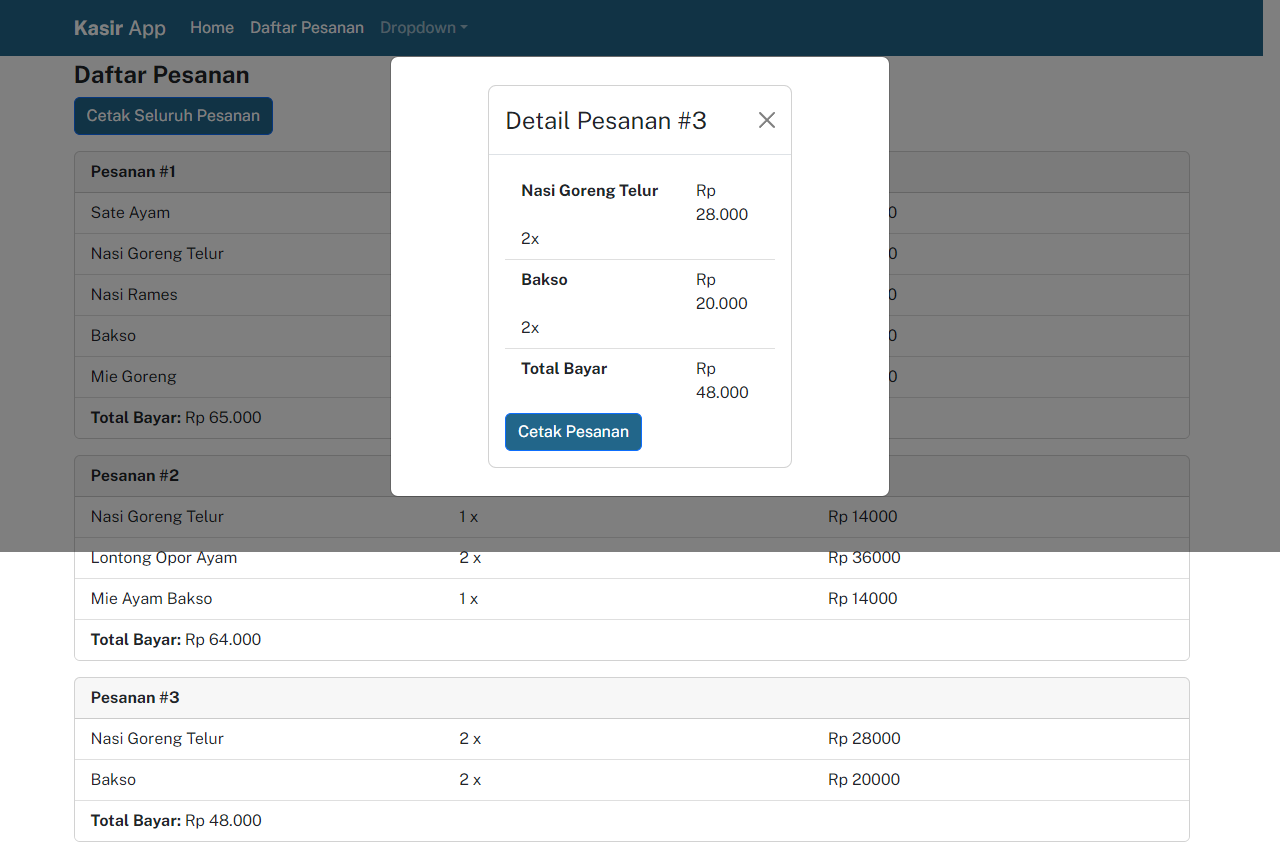 Kasir App Home Daftar Pesanan Dropdown
Daftar Pesanan
Cetak Seluruh Pesanan
Detail Pesanan #3
Nasi Goreng Telur Rp 28.000
2x
Bakso Rp 20.000
2x
Total Bayar Rp 48.000
Cetak Pesanan
Pesanan #1
Sate Ayam 0
Nasi Goreng Telur 0
Nasi Rames 0
Bakso 0
Mie Goreng 0
Total Bayar: Rp 65.000
Pesanan #2
Nasi Goreng Telur 1 x Rp 14000
Lontong Opor Ayam 2 x Rp 36000
Mie Ayam Bakso 1 x Rp 14000
Total Bayar: Rp 64.000
Pesanan #3
Nasi Goreng Telur 2 x Rp 28000
Bakso 2 x Rp 20000
Total Bayar: Rp 48.000